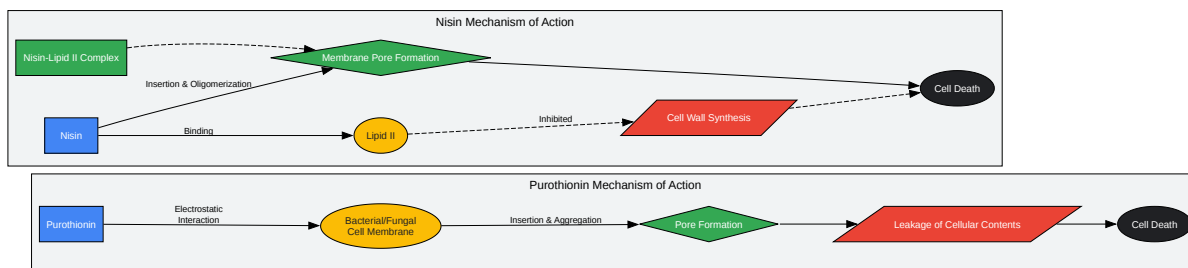 Nisin Mechanism of Action
Nisin-Lipid II Complex
Membrane Pore Formation
Insertion & Oligomerization
Cell Death
Nisin
Binding
Lipid II
Inhibited
Cell Wall Synthesis
Purothionin Mechanism of Action
Purothionin
Electrostatic
Interaction
Bacterial/Fungal
Cell Membrane
Insertion & Aggregation
Pore Formation
Leakage of Cellular Contents
Cell Death